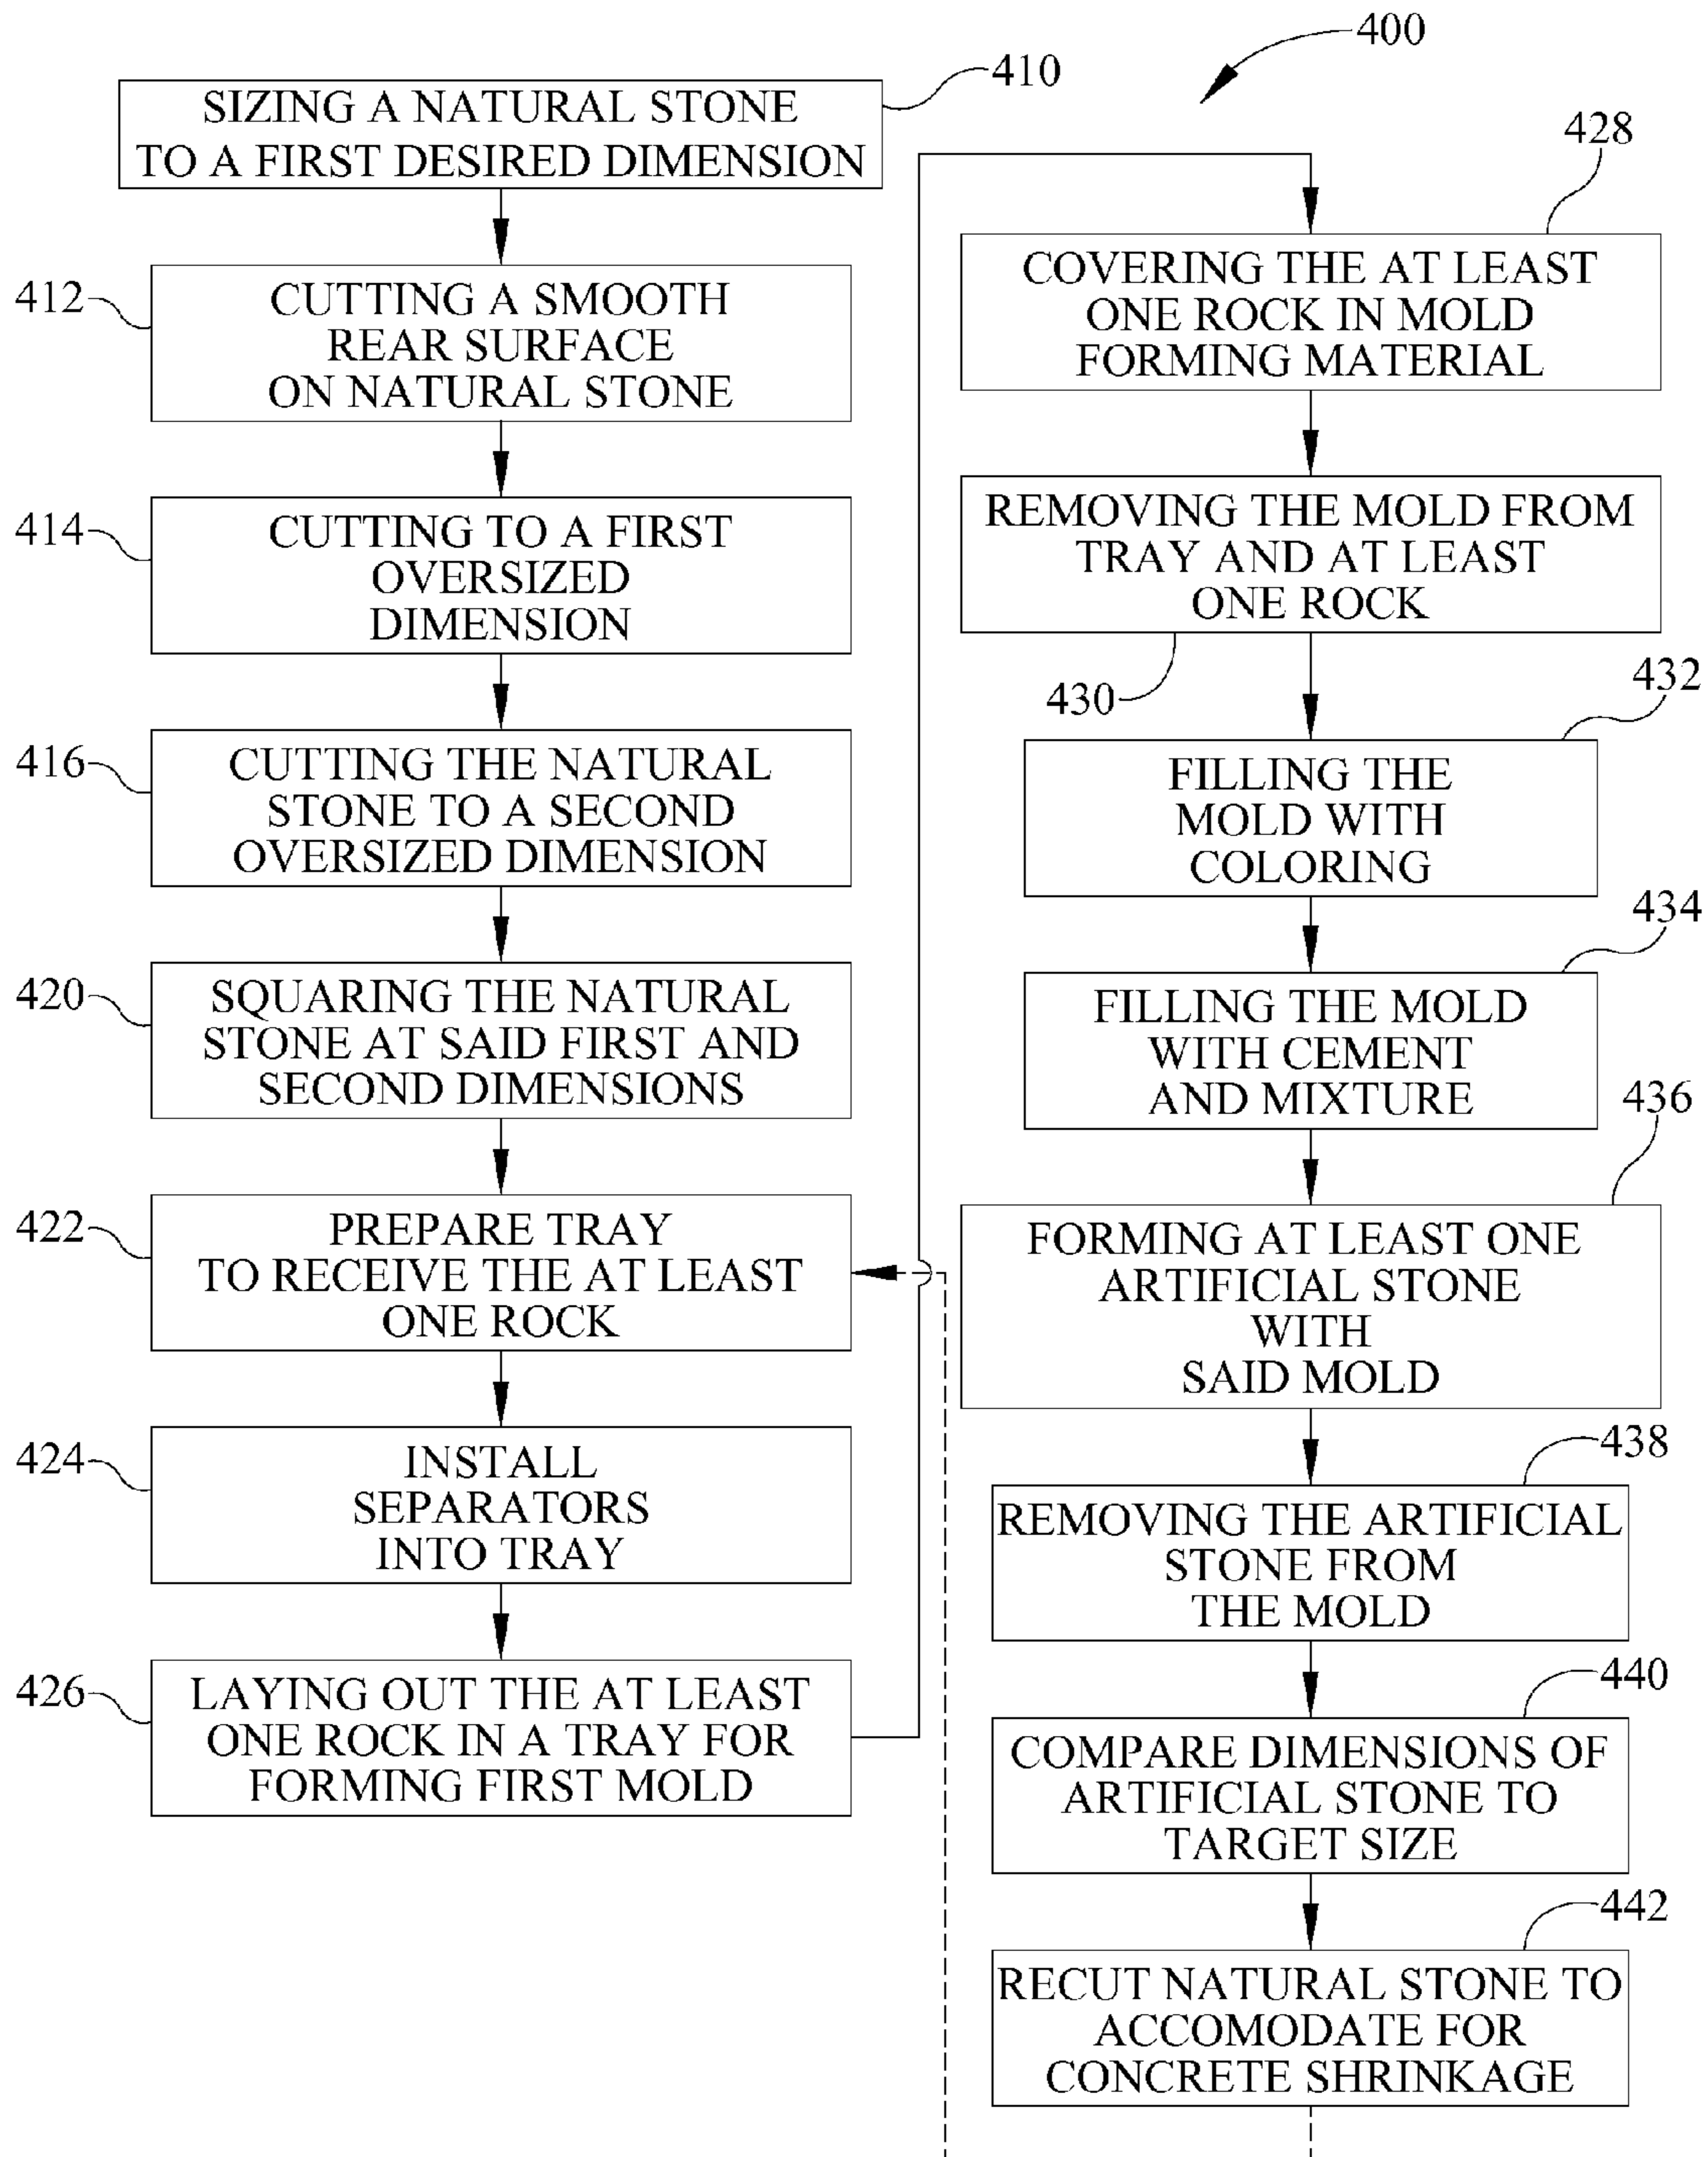 400
410
SIZING A NATURAL STONE
TO A FIRST DESIRED DIMENSION
412
CUTTING A SMOOTH
REAR SURFACE
ON NATURAL STONE
414
CUTTING TO A FIRST
OVERSIZED
DIMENSION
416
CUTTING THE NATURAL
STONE TO A SECOND
OVERSIZED DIMENSION
420
SQUARING THE NATURAL
STONE AT SAID FIRST AND
SECOND DIMENSIONS
422
PREPARE TRAY
TO RECEIVE THE AT LEAST
ONE ROCK
424
INSTALL
SEPARATORS
INTO TRAY
426
LAYING OUT THE AT LEAST
ONE ROCK IN A TRAY FOR
FORMING FIRST MOLD
428
COVERING THE AT LEAST
ONE ROCK IN MOLD
FORMING MATERIAL
REMOVING THE MOLD FROM
TRAY AND AT LEAST
ONE ROCK
430
432
FILLING THE
MOLD WITH
COLORING
434
FILLING THE MOLD
WITH CEMENT
AND MIXTURE
436
FORMING AT LEAST ONE
ARTIFICIAL STONE
WITH
SAID MOLD
438
REMOVING THE ARTIFICIAL
STONE FROM
THE MOLD
440
COMPARE DIMENSIONS OF
ARTIFICIAL STONE TO
TARGET SIZE
442
RECUT NATURAL STONE TO
ACCOMODATE FOR
CONCRETE SHRINKAGE